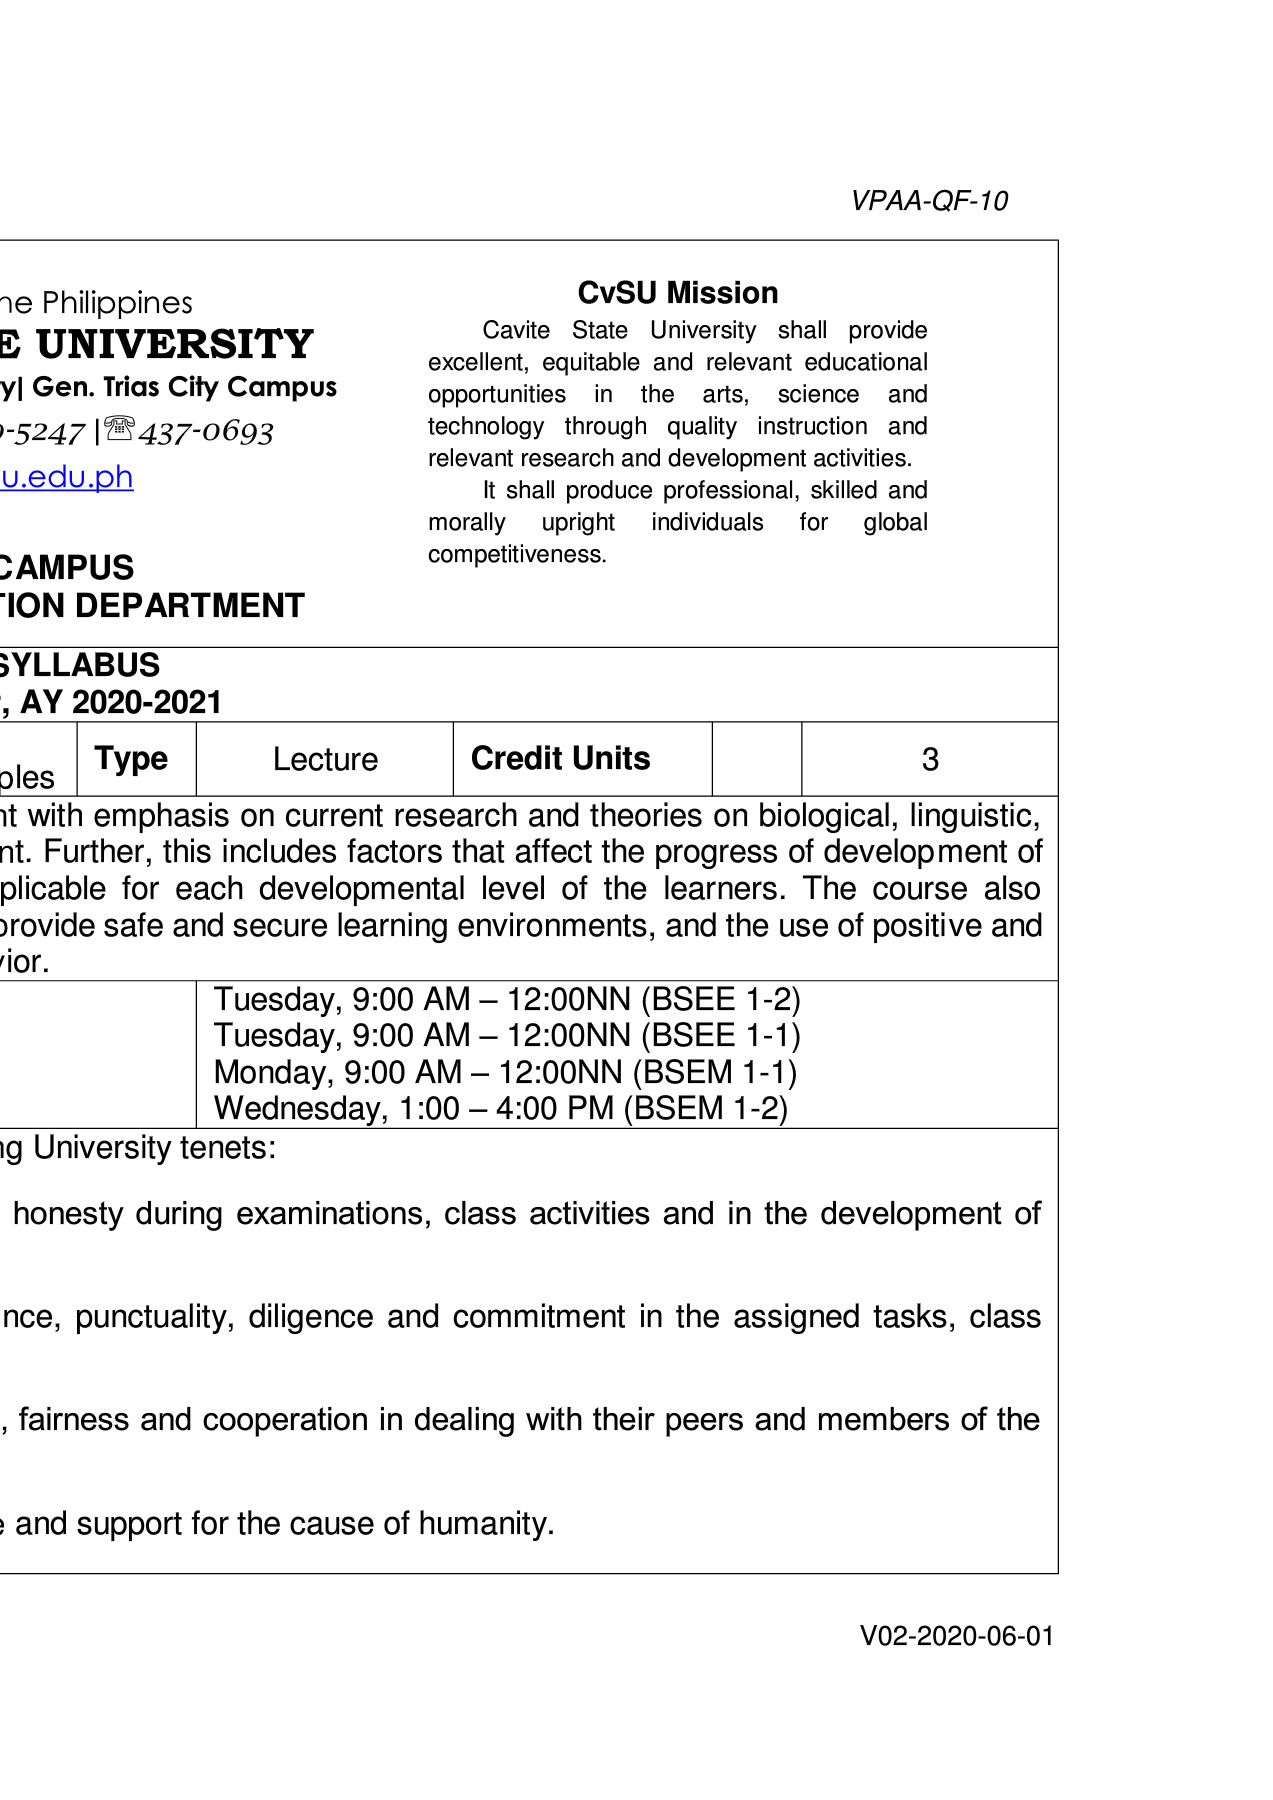 VPAA-QF-10
ne Philippines
E UNIVERSITY
ty| Gen. Trias City Campus
9-5247 |☏437-0693
u.edu.ph
CAMPUS
TION DEPARTMENT
CvSU Mission
Cavite State University shall provide
excellent, equitable and relevant educational
opportunities in the arts, science and
technology through quality instruction and
relevant research and development activities.
It shall produce professional, skilled and
morally upright individuals for global
competitiveness.
SYLLABUS
, AY 2020-2021
ples
Type
Lecture
Credit Units
3
nt with emphasis on current research and theories on biological, linguistic,
nt. Further, this includes factors that affect the progress of development of
plicable for each developmental level of the learners. The course also
provide safe and secure learning environments, and the use of positive and
vior.
Tuesday, 9:00 AM – 12:00NN (BSEE 1-2)
Tuesday, 9:00 AM – 12:00NN (BSEE 1-1)
Monday, 9:00 AM – 12:00NN (BSEM 1-1)
Wednesday, 1:00 – 4:00 PM (BSEM 1-2)
ng University tenets:
honesty during examinations, class activities and in the development of
nce, punctuality, diligence and commitment in the assigned tasks, class
, fairness and cooperation in dealing with their peers and members of the
e and support for the cause of humanity.
V02-2020-06-01